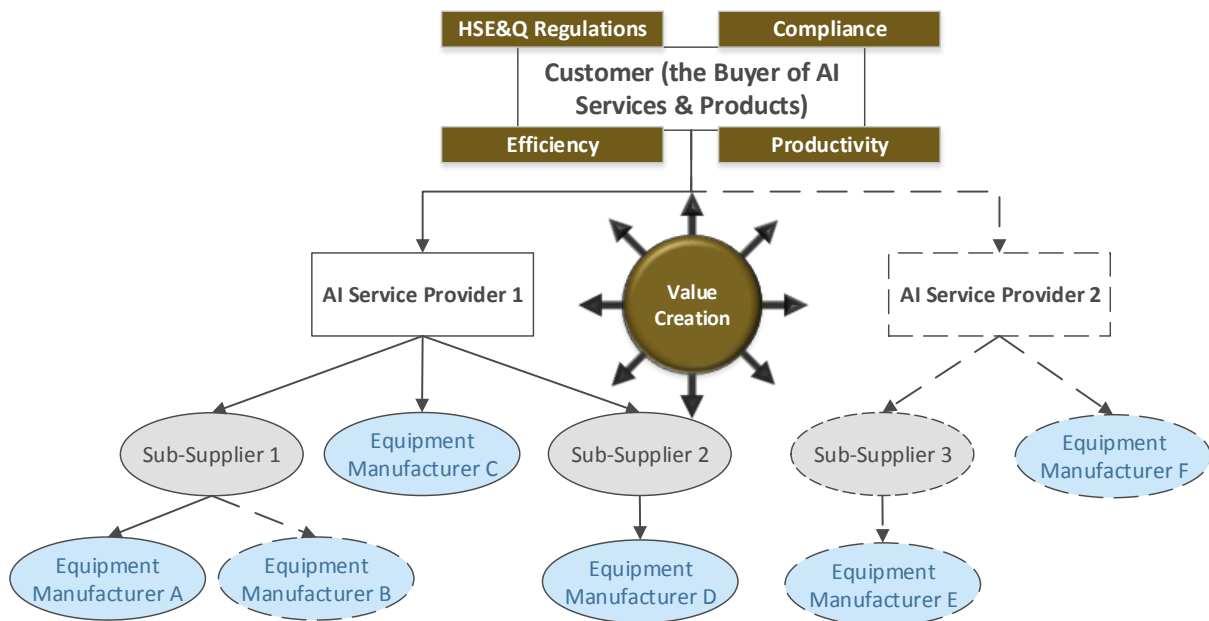 HSE&Q Regulations
Compliance
Customer (the Buyer of AI
Services & Products)
Efficiency
Productivity
AI Service Provider 1
Value
Creation
AI Service Provider 2
Sub-Supplier 1
Equipment
Manufacturer C
Sub-Supplier 2
Sub-Supplier 3
Equipment
Manufacturer F
Equipment
Manufacturer A
Equipment
Manufacturer B
Equipment
Manufacturer D
Equipment
Manufacturer E